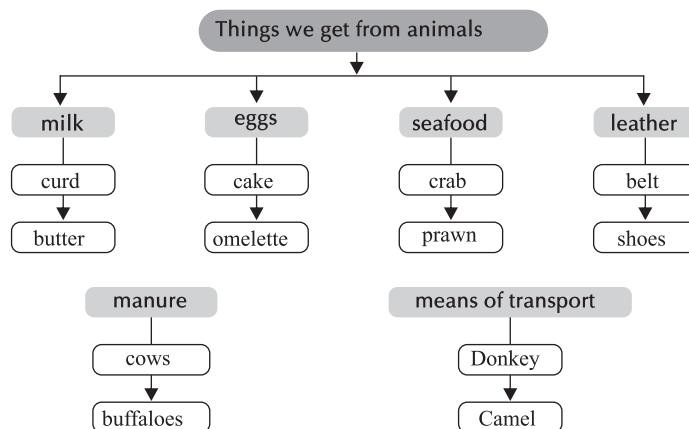 Things we get from animals
milk
eggs
seafood
leather
curd
cake
crab
belt
butter
omelette
prawn
shoes
manure
means of transport
cows
Donkey
buffaloes
Camel